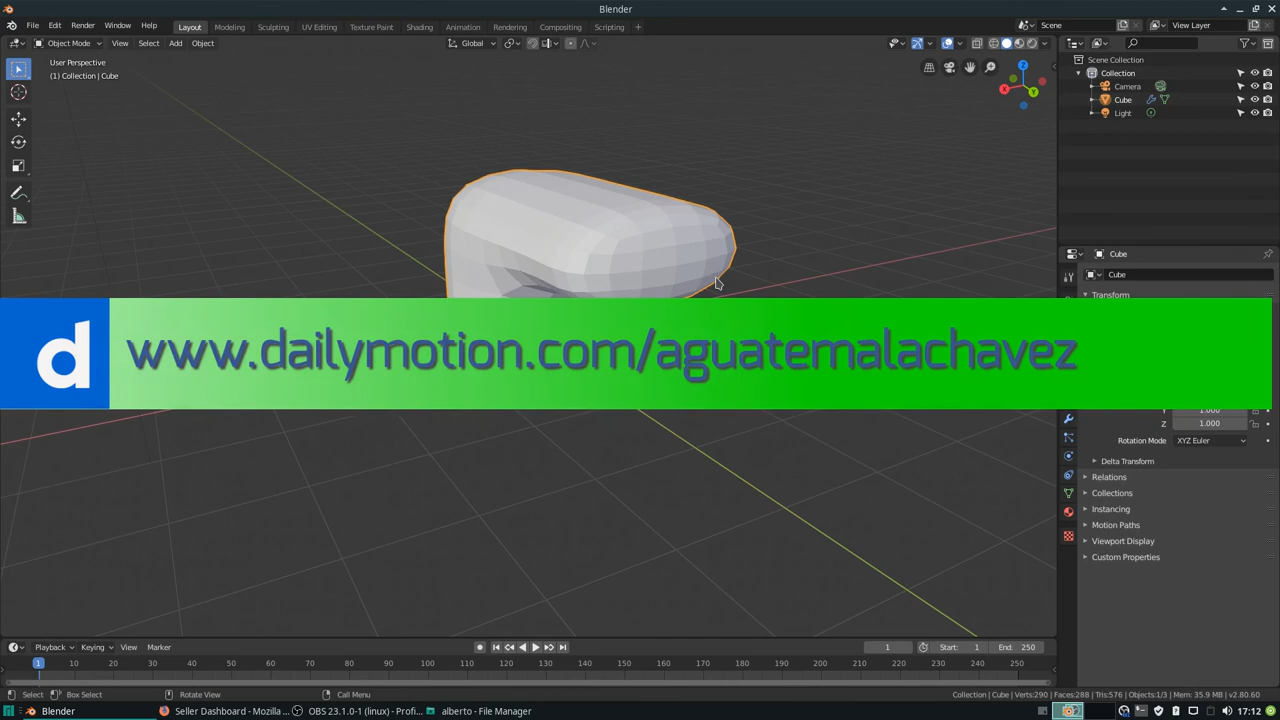 Blender
File Edit Render Window Help
Layout Modeling Sculpting UV Editing Texture Paint Shading Animation Rendering Compositing Scripting +
Scene
View Layer
Object Mode View Select Add Object
Global
User Perspective
(1) Collection | Cube
Z
X
Y
Scene Collection
Collection
Camera
Cube
Light
Cube
Cube
Transform
d www.dailymotion.com/aguatemalachavez
Y 1.000
Z 1.000
Rotation Mode XYZ Euler
Delta Transform
Relations
Collections
Instancing
Motion Paths
Viewport Display
Custom Properties
Playback Keying View Marker
1 Start: 1 End: 250
1 10 20 30 40 50 60 70 80 90 100 110 120 130 140 150 160 170 180 190 200 210 220 230 240 250
Select Box Select Rotate View Call Menu
Collection | Cube | Verts:290 | Faces:288 | Tris:576 | Objects:1/3 | Mem: 35.9 MB | v2.80.60
Blender Seller Dashboard - Mozilla ... OBS 23.1.0-1 (linux) - Profi... alberto - File Manager 17:12